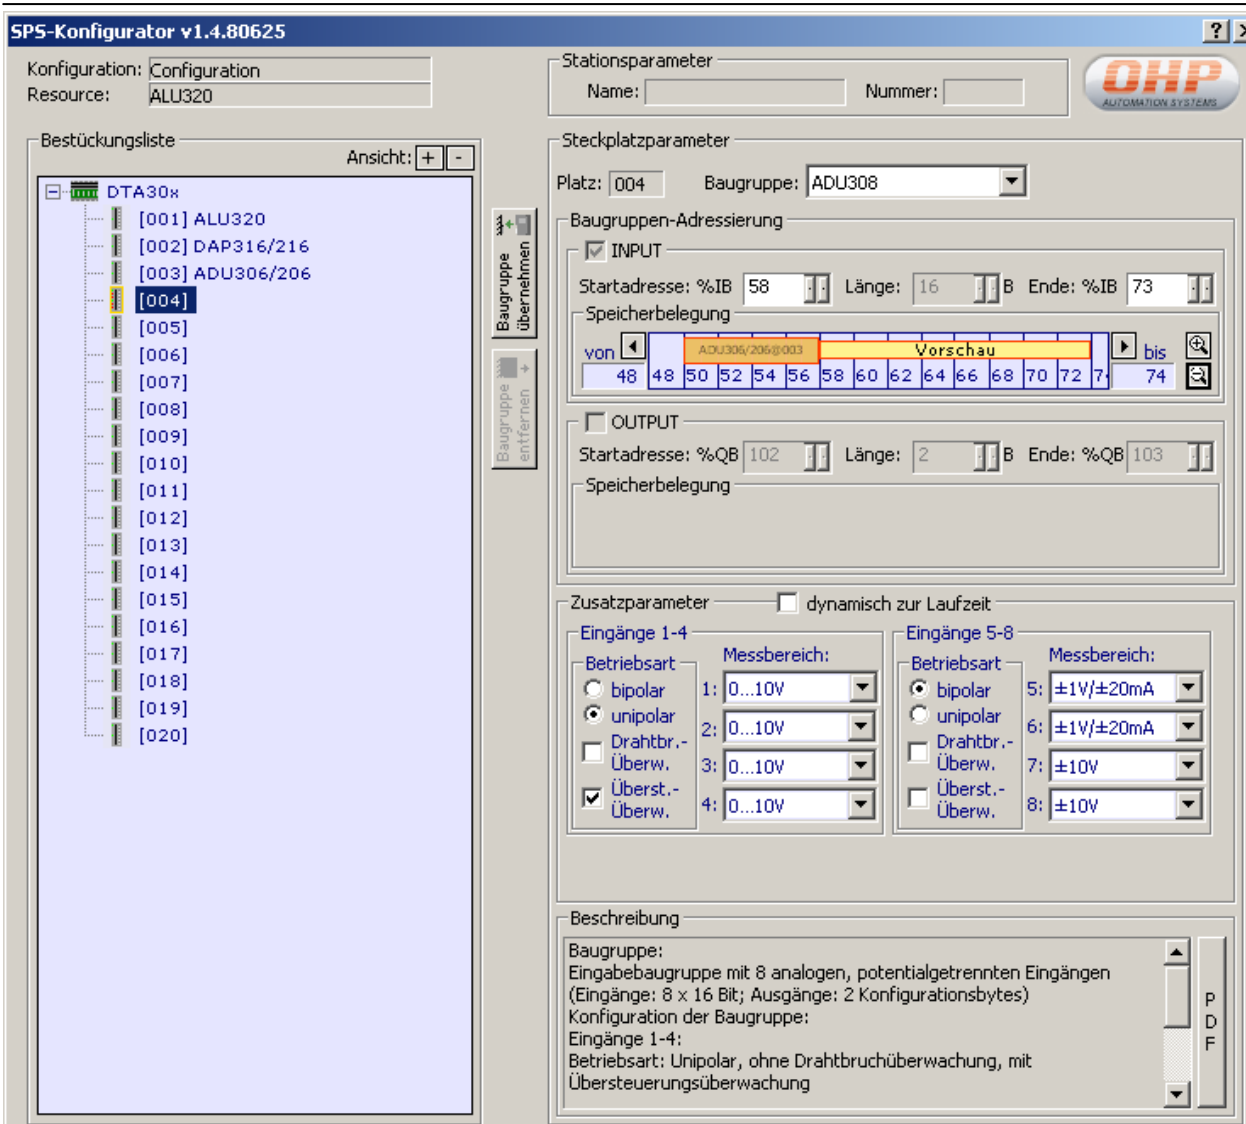 SPS-Konfigurator v1.4.80625
Konfiguration: Configuration
Resource: ALU320
Stationsparameter
Name: Nummer:
OHP
AUTOMATION SYSTEMS
Bestückungsliste
Ansicht: + -
DTA30x
[001] ALU320
[002] DAP316/216
[003] ADU306/206
[004]
[005]
[006]
[007]
[008]
[009]
[010]
[011]
[012]
[013]
[014]
[015]
[016]
[017]
[018]
[019]
[020]
Baugruppe
übernehmen
Baugruppe
entfernen
Steckplatzparameter
Platz: 004 Baugruppe: ADU308
Baugruppen-Adressierung
INPUT
Startadresse: %IB 58 Länge: 16 B Ende: %IB 73
Speicherbelegung
von ADU306/206@003 Vorschau bis
48 48 50 52 54 56 58 60 62 64 66 68 70 72 74
OUTPUT
Startadresse: %QB 102 Länge: 2 B Ende: %QB 103
Speicherbelegung
Zusatzparameter dynamisch zur Laufzeit
Eingänge 1-4
Betriebsart Messbereich:
bipolar
unipolar
Drahtbr.-
Überw.
Überst.-
Überw.
1: 0...10V
2: 0...10V
3: 0...10V
4: 0...10V
Eingänge 5-8
Betriebsart Messbereich:
bipolar
unipolar
Drahtbr.-
Überw.
Überst.-
Überw.
5: ±1V/±20mA
6: ±1V/±20mA
7: ±10V
8: ±10V
Beschreibung
Baugruppe:
Eingabebaugruppe mit 8 analogen, potentialgetrennten Eingängen
(Eingänge: 8 x 16 Bit; Ausgänge: 2 Konfigurationsbytes)
Konfiguration der Baugruppe:
Eingänge 1-4:
Betriebsart: Unipolar, ohne Drahtbruchüberwachung, mit
Übersteuerungsüberwachung
PDF